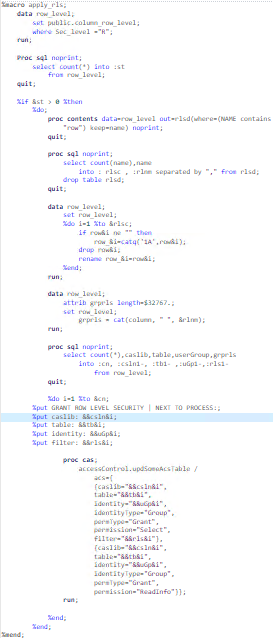 %macro apply_rls;
data row_level;
set public.column_row_level;
where Sec_level ="R";
run;
Proc sql noprint;
select count(*) into :st
from row_level;
quit;
%if &st > 0 %then
%do;
proc contents data=row_level out=rlsd(where=(NAME contains
"row") keep=name) noprint;
quit;
proc sql noprint;
select count(name),name
into : rlsc , :rlnm separated by "," from rlsd;
drop table rlsd;
quit;
data row_level;
set row_level;
%do i=1 %to &rlsc;
if row&i ne "" then
row_&i=catq('1A',row&i);
drop row&i;
rename row_&i=row&i;
%end;
run;
data row_level;
attrib grpris length=$32767.;
set row_level;
grpris = cat(column, " ", &rlnm);
run;
proc sql noprint;
select count(*),caslib,table,userGroup,grpris
into :cn, :csln1-, :tb1- ,:uGp1-,:rls1-
from row_level;
quit;
%do i=1 %to &cn;
%put GRANT ROW LEVEL SECURITY | NEXT TO PROCESS:;
%put caslib: &&csln&i;
%put table: &&tb&i;
%put identity: &&uGp&i;
%put filter: &&rls&i;
proc cas;
accessControl.updSomeAcsTable /
acs={
{caslib="&&csln&i",
table="&&tb&i",
identity="&&uGp&i",
identityType="Group",
permType="Grant",
permission="Select",
filter="&&rls&i"},
{caslib="&&csln&i",
table="&&tb&i",
identity="&&uGp&i",
identityType="Group",
permType="Grant",
permission="ReadInfo"}};
run;
%end;
%end;
%mend;